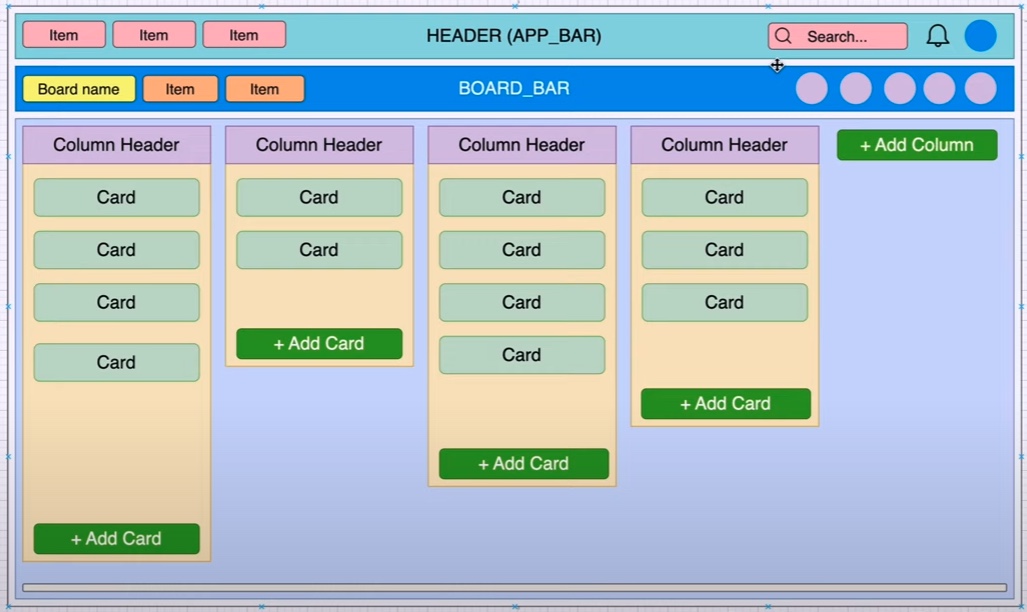 Item
Item
Item
HEADER (APP_BAR)
Search...
Board name
Item
Item
BOARD_BAR
Column Header
Card
Card
Card
Card
+ Add Card
Column Header
Card
Card
+ Add Card
Column Header
Card
Card
Card
Card
+ Add Card
Column Header
Card
Card
Card
+ Add Card
+ Add Column